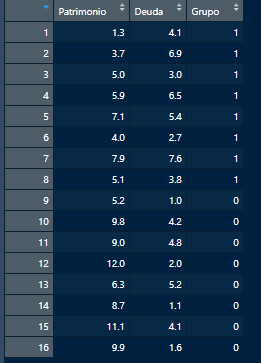 Patrimonio Deuda Grupo
1 1.3 4.1 1
2 3.7 6.9 1
3 5.0 3.0 1
4 5.9 6.5 1
5 7.1 5.4 1
6 4.0 2.7 1
7 7.9 7.6 1
8 5.1 3.8 1
9 5.2 1.0 0
10 9.8 4.2 0
11 9.0 4.8 0
12 12.0 2.0 0
13 6.3 5.2 0
14 8.7 1.1 0
15 11.1 4.1 0
16 9.9 1.6 0